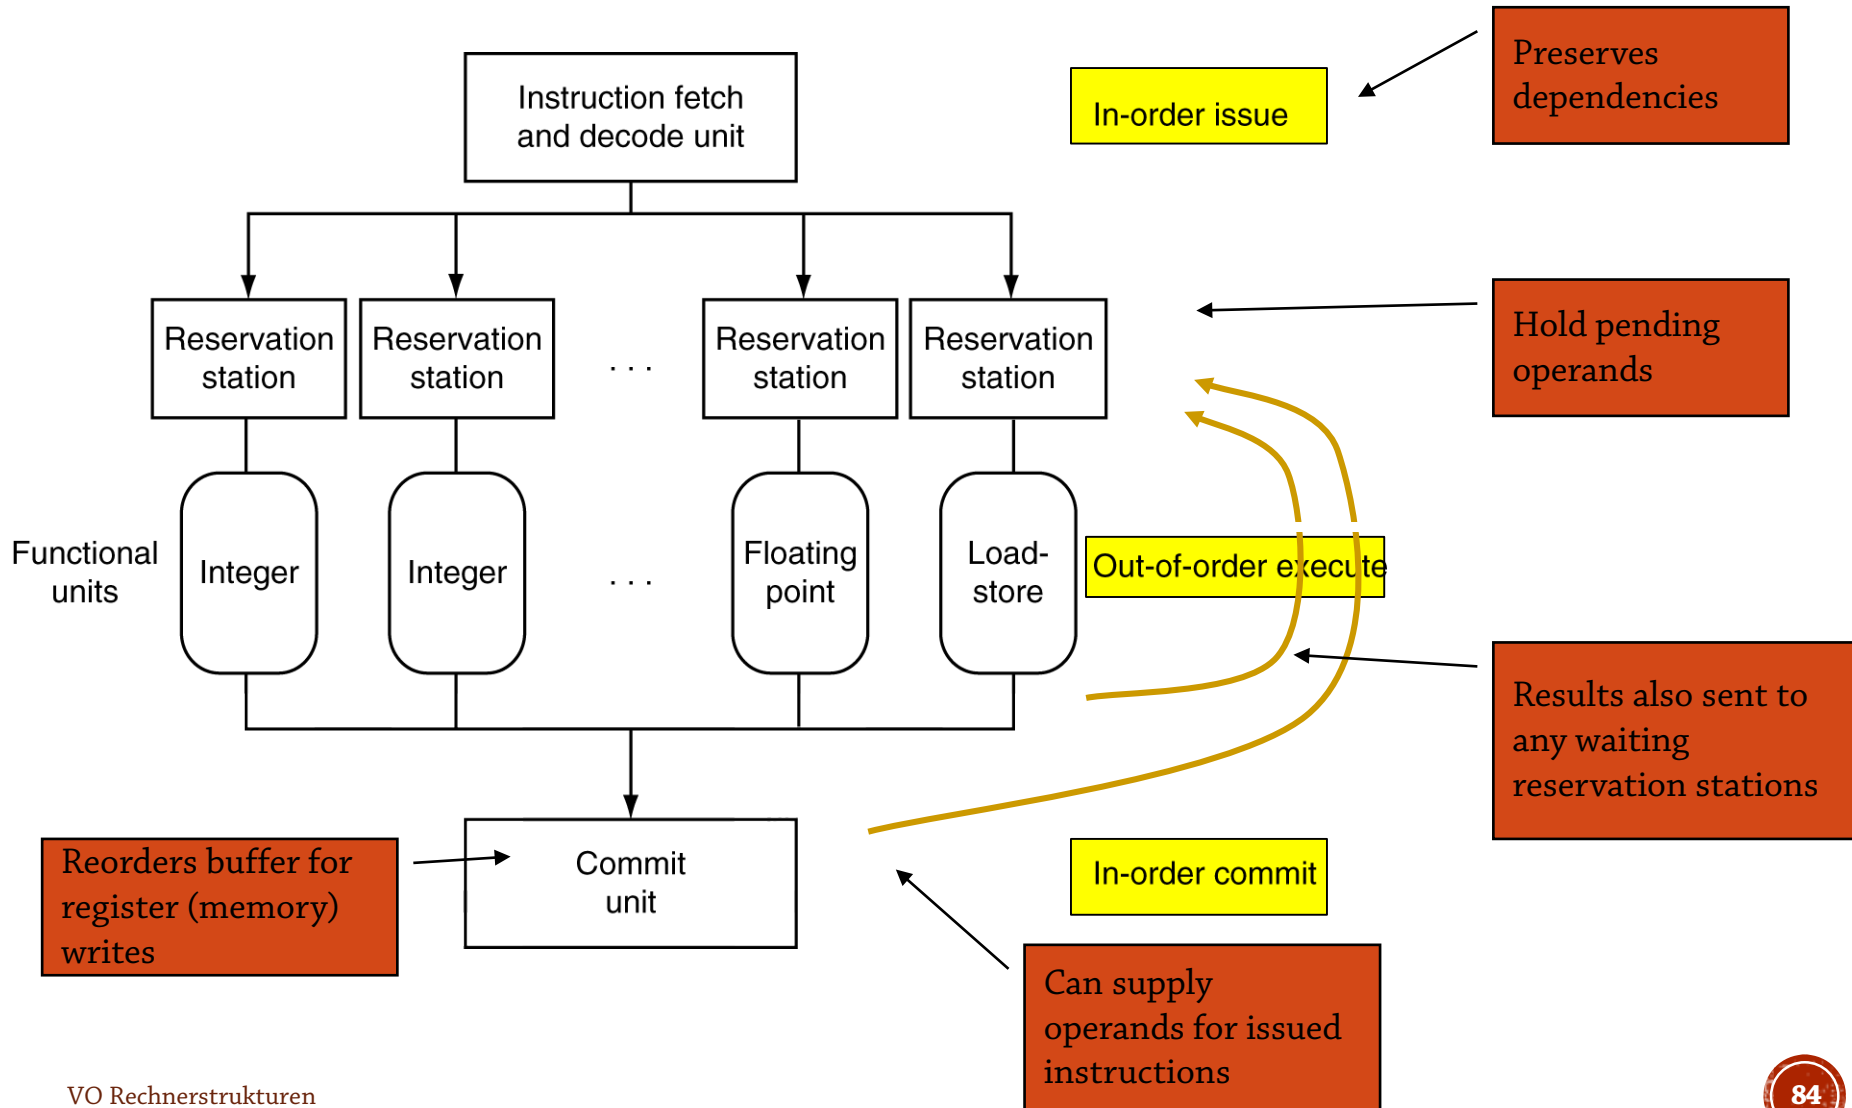 Instruction fetch
and decode unit
In-order issue
Preserves
dependencies
Reservation
station
Reservation
station
. . .
Reservation
station
Reservation
station
Hold pending
operands
Functional
units
Integer
Integer
. . .
Floating
point
Load-
store
Out-of-order execute
Results also sent to
any waiting
reservation stations
Reorders buffer for
register (memory)
writes
Commit
unit
In-order commit
Can supply
operands for issued
instructions
VO Rechnerstrukturen
84